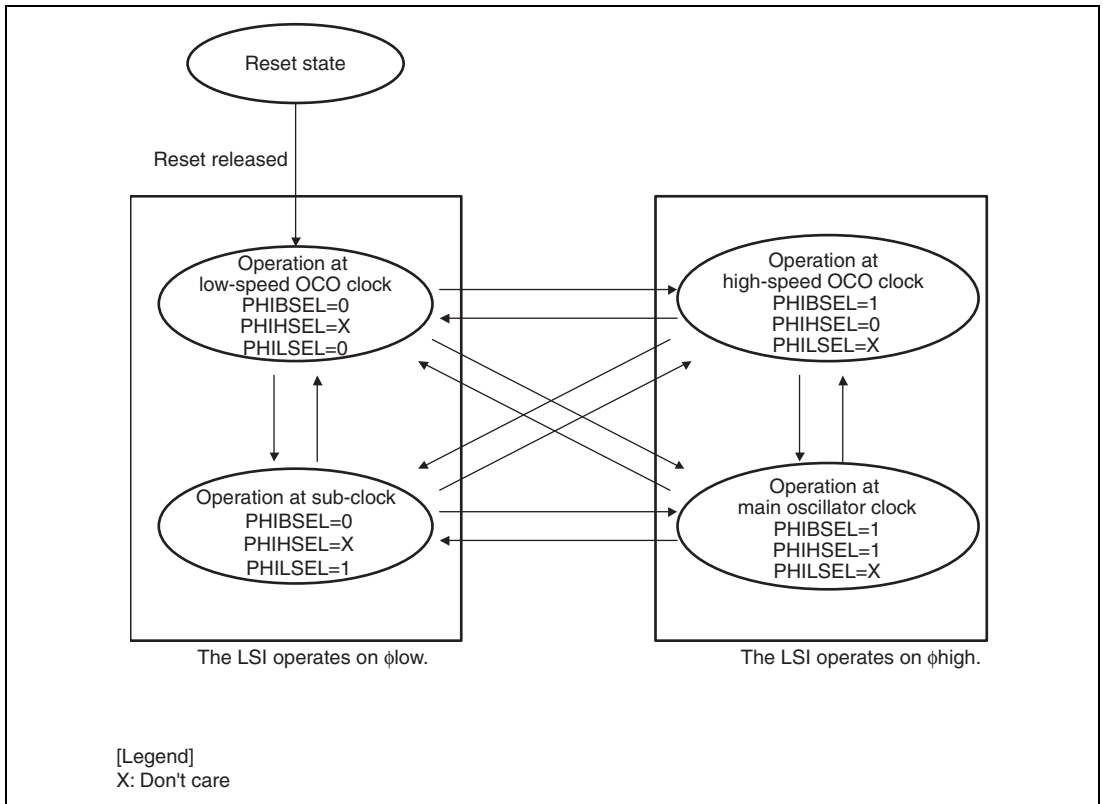 Reset state
Reset released
Operation at
low-speed OCO clock
PHIBSEL=0
PHIHSEL=X
PHILSEL=0
Operation at
high-speed OCO clock
PHIBSEL=1
PHIHSEL=0
PHILSEL=X
Operation at sub-clock
PHIBSEL=0
PHIHSEL=X
PHILSEL=1
Operation at
main oscillator clock
PHIBSEL=1
PHIHSEL=1
PHILSEL=X
The LSI operates on ϕlow.
The LSI operates on ϕhigh.
[Legend]
X: Don't care